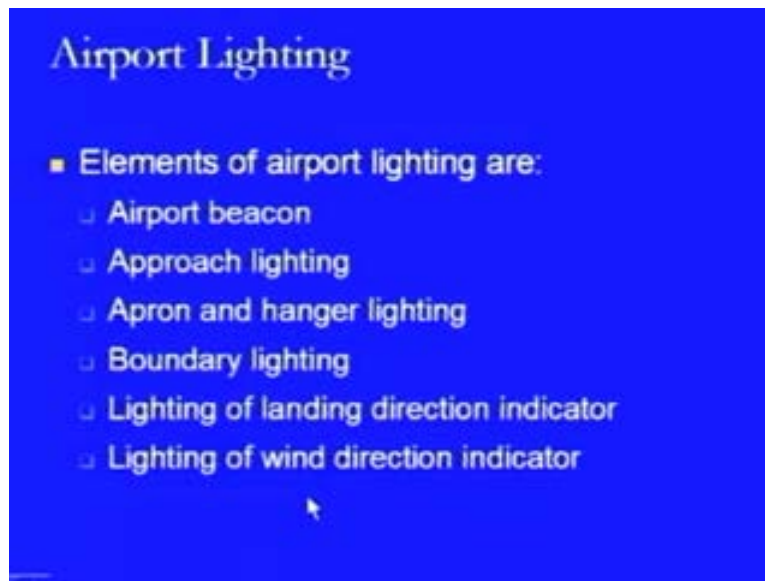 Airport Lighting
Elements of airport lighting are:
Airport beacon
Approach lighting
Apron and hanger lighting
Boundary lighting
Lighting of landing direction indicator
Lighting of wind direction indicator